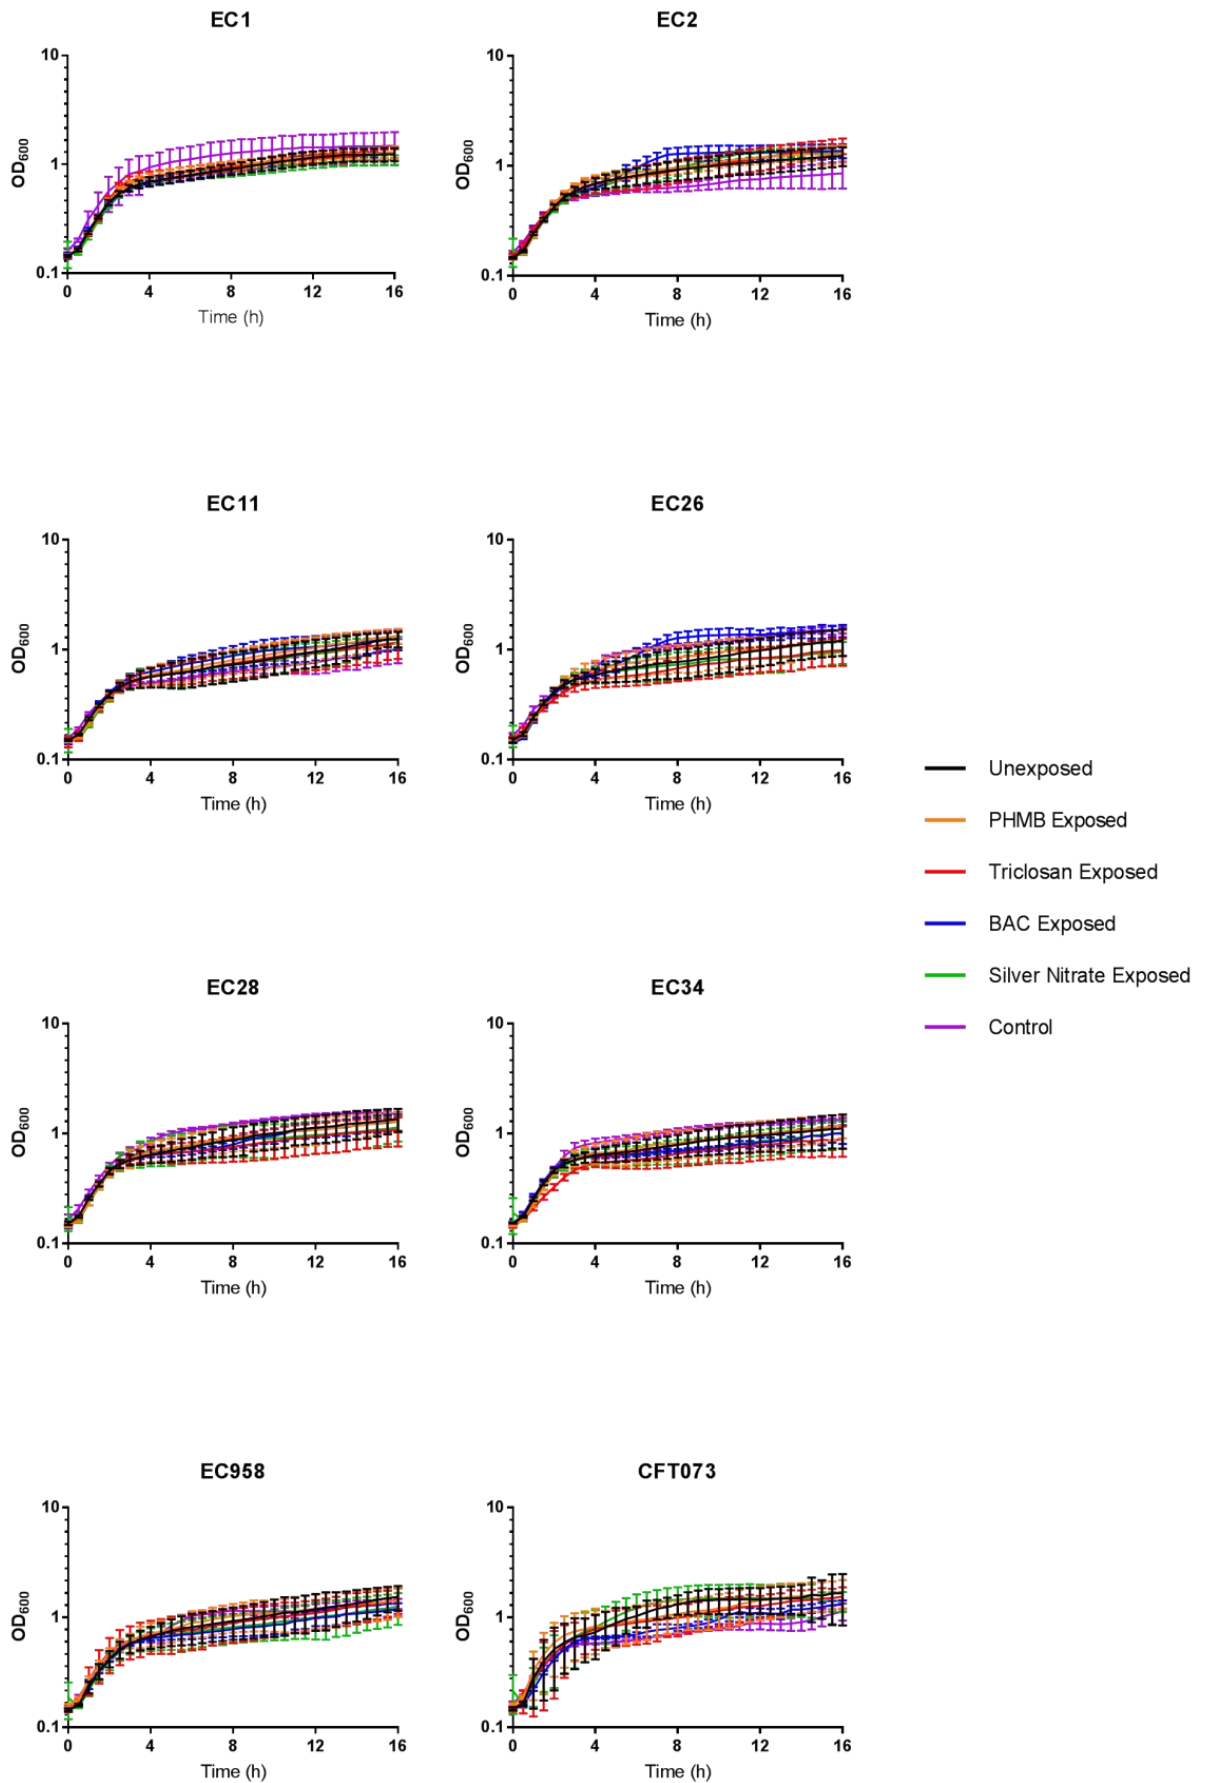 EC1
EC2
10
1
0.1
OD600
0 4 8 12 16
Time (h)
10
1
0.1
OD600
0 4 8 12 16
Time (h)
EC11
EC26
10
1
0.1
OD600
0 4 8 12 16
Time (h)
10
1
0.1
OD600
0 4 8 12 16
Time (h)
Unexposed
PHMB Exposed
Triclosan Exposed
BAC Exposed
Silver Nitrate Exposed
Control
EC28
EC34
10
1
0.1
OD600
0 4 8 12 16
Time (h)
10
1
0.1
OD600
0 4 8 12 16
Time (h)
EC958
CFT073
10
1
0.1
OD600
0 4 8 12 16
Time (h)
10
1
0.1
OD600
0 4 8 12 16
Time (h)